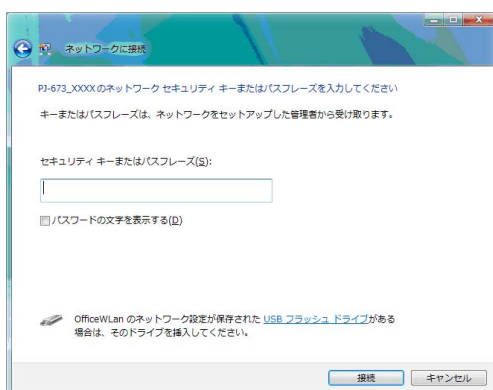 ネットワークに接続
PJ-673_XXXXのネットワーク セキュリティ キーまたはパスフレーズを入力してください
キーまたはパスフレーズは、ネットワークをセットアップした管理者から受け取ります。
セキュリティ キーまたはパスフレーズ(S):
パスワードの文字を表示する(D)
OfficeWLan のネットワーク設定が保存された USB フラッシュ ドライブがある
場合は、そのドライブを挿入してください。
接続 キャンセル